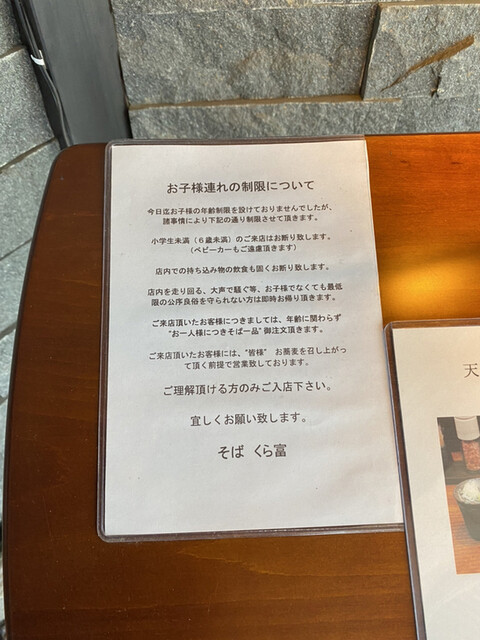 お子様連れの制限について
今日迄お子様の年齢制限を設けておりませんでしたが、
諸事情により下記の通り制限させて頂きます。
小学生未満（６歳未満）のご来店はお断り致します。
（ベビーカーもご遠慮頂きます）
店内での持ち込み物の飲食も固くお断り致します。
店内を走り回る、大声で騒ぐ等、お子様でなくても最低
限の公序良俗を守られない方は即時お帰り頂きます。
ご来店頂いたお客様につきましては、年齢に関わらず
“お一人様につきそば一品” 御注文頂きます。
ご来店頂いたお客様には、“皆様” お蕎麦を召し上がっ
て頂く前提で営業致しております。
ご理解頂ける方のみご入店下さい。
宜しくお願い致します。
そば くら富
天